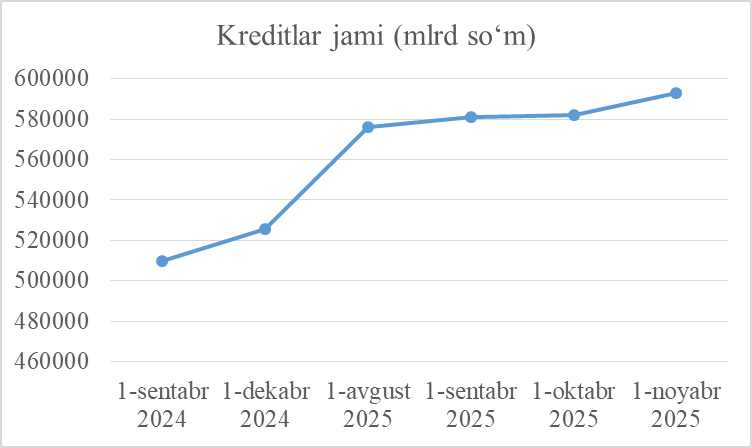 Kreditlar jami (mlrd so‘m)
600000
580000
560000
540000
520000
500000
480000
460000
1-sentabr 2024
1-dekabr 2024
1-avgust 2025
1-sentabr 2025
1-oktabr 2025
1-noyabr 2025